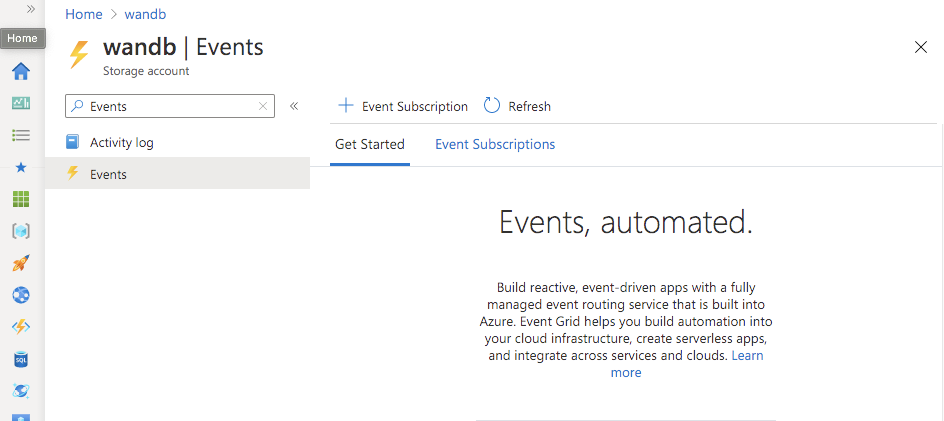 »
Home > wandb
Home
wandb | Events
Storage account
Events
«
+ Event Subscription Refresh
Activity log
Get Started Event Subscriptions
Events
Events, automated.
Build reactive, event-driven apps with a fully
managed event routing service that is built into
Azure. Event Grid helps you build automation into
your cloud infrastructure, create serverless apps,
and integrate across services and clouds. Learn
more
SQL